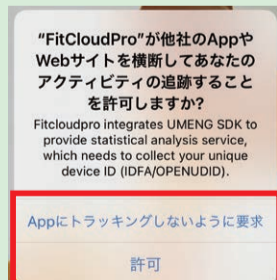 “FitCloudPro”が他社のAppや
Webサイトを横断してあなたの
アクティビティの追跡すること
を許可しますか?
Fitcloudpro integrates UMENG SDK to
provide statistical analysis service,
which needs to collect your unique
device ID (IDFA/OPENUDID).
Appにトラッキングしないように要求
許可